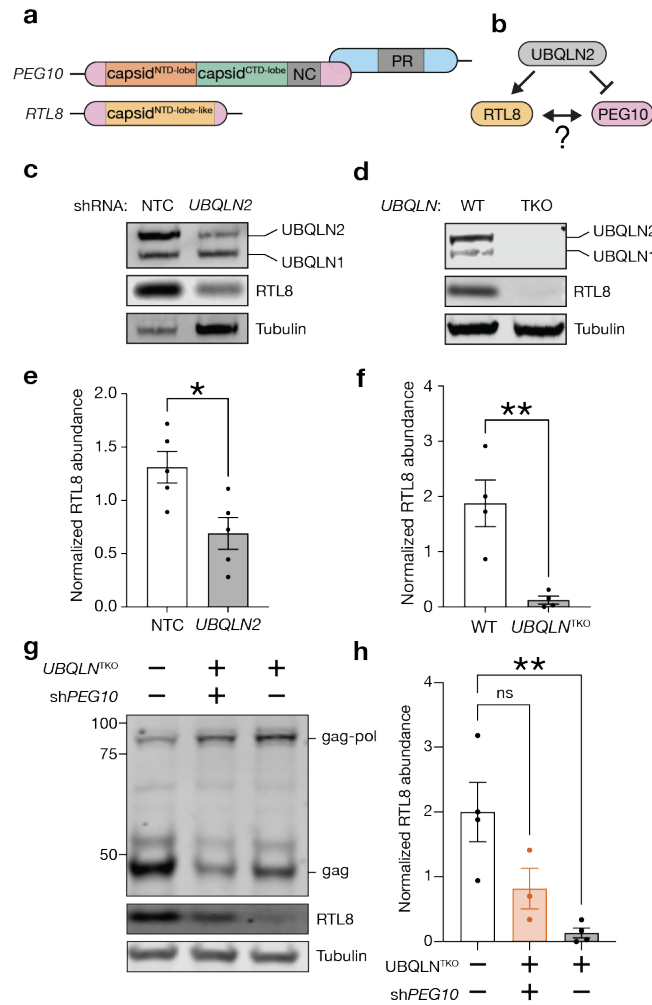 a
PEG10
capsidNTD-lobe
capsidCTD-lobe
NC
PR
RTL8
capsidNTD-lobe-like
b
UBQLN2
RTL8
PEG10
?
c
shRNA: NTC UBQLN2
UBQLN2
UBQLN1
RTL8
Tubulin
d
UBQLN: WT TKO
UBQLN2
UBQLN1
RTL8
Tubulin
e
Normalized RTL8 abundance
2.0
1.5
1.0
0.5
0.0
*
NTC UBQLN2
f
Normalized RTL8 abundance
4
3
2
1
0
**
WT UBQLNTKO
g
UBQLNTKO − + +
shPEG10 − + −
100
75
50
gag-pol
gag
RTL8
Tubulin
h
Normalized RTL8 abundance
4
3
2
1
0
**
ns
UBQLNTKO − + +
shPEG10 − + −